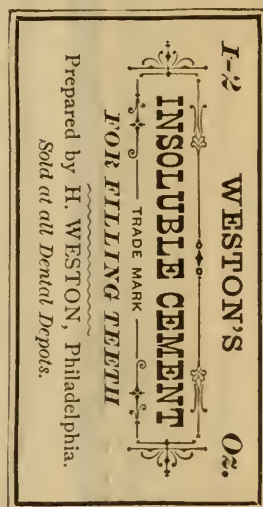 1-2 WESTON'S Oz.
INSOLUBLE CEMENT
TRADE MARK
FOR FILLING TEETH
Prepared by H. WESTON, Philadelphia.
Sold at all Dental Depots.